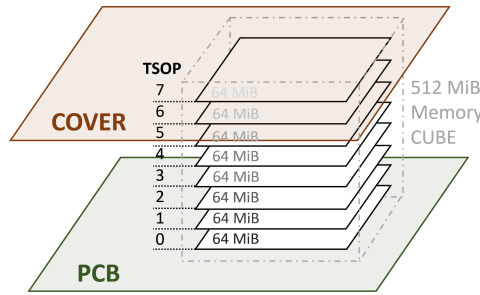 TSOP
7 64 MiB
6 64 MiB
5 64 MiB
4 64 MiB
3 64 MiB
2 64 MiB
1 64 MiB
0 64 MiB
512 MiB
Memory
CUBE
COVER
PCB